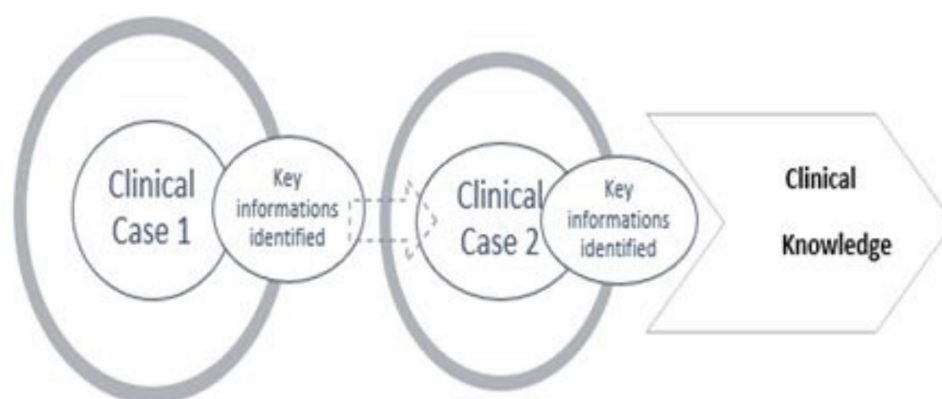 Clinical
Case 1
Key
informations
identified
Clinical
Case 2
Key
informations
identified
Clinical
Knowledge